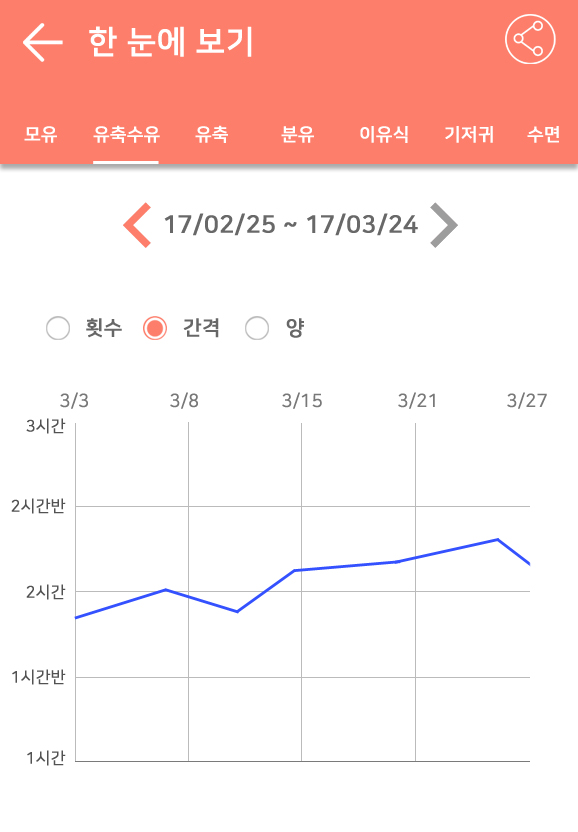 한 눈에 보기
모유 유축수유 유축 분유 이유식 기저귀 수면
17/02/25 ~ 17/03/24
횟수 간격 양
3/3 3/8 3/15 3/21 3/27
3시간
2시간반
2시간
1시간반
1시간